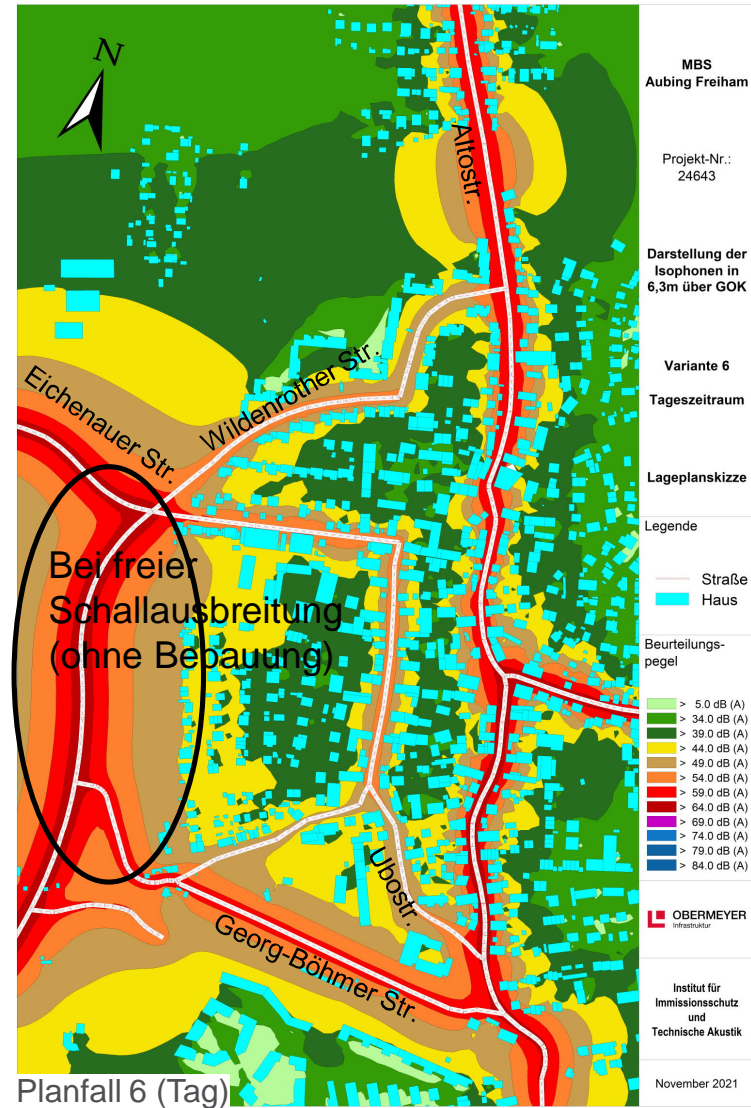 N
Altostr.
Wildenrother Str.
Eichenauer Str.
Bei freier
Schallausbreitung
(ohne Bebauung)
Ubostr.
Georg-Böhmer Str.
Planfall 6 (Tag)
MBS
Aubing Freiham
Projekt-Nr.:
24643
Darstellung der
Isophonen in
6,3m über GOK
Variante 6
Tageszeitraum
Lageplanskizze
Legende
Straße
Haus
Beurteilungs-
pegel
> 5.0 dB (A)
> 34.0 dB (A)
> 39.0 dB (A)
> 44.0 dB (A)
> 49.0 dB (A)
> 54.0 dB (A)
> 59.0 dB (A)
> 64.0 dB (A)
> 69.0 dB (A)
> 74.0 dB (A)
> 79.0 dB (A)
> 84.0 dB (A)
OBERMEYER
Infrastruktur
Institut für
Immissionsschutz
und
Technische Akustik
November 2021